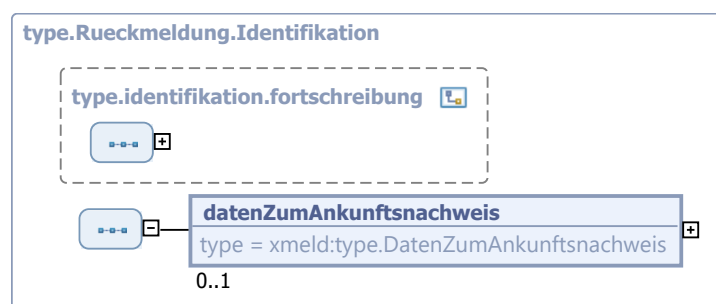 type.Rueckmeldung.Identifikation
type.identifikation.fortschreibung
datenZumAnkunftsnachweis
type = xmeld:type.DatenZumAnkunftsnachweis
0..1